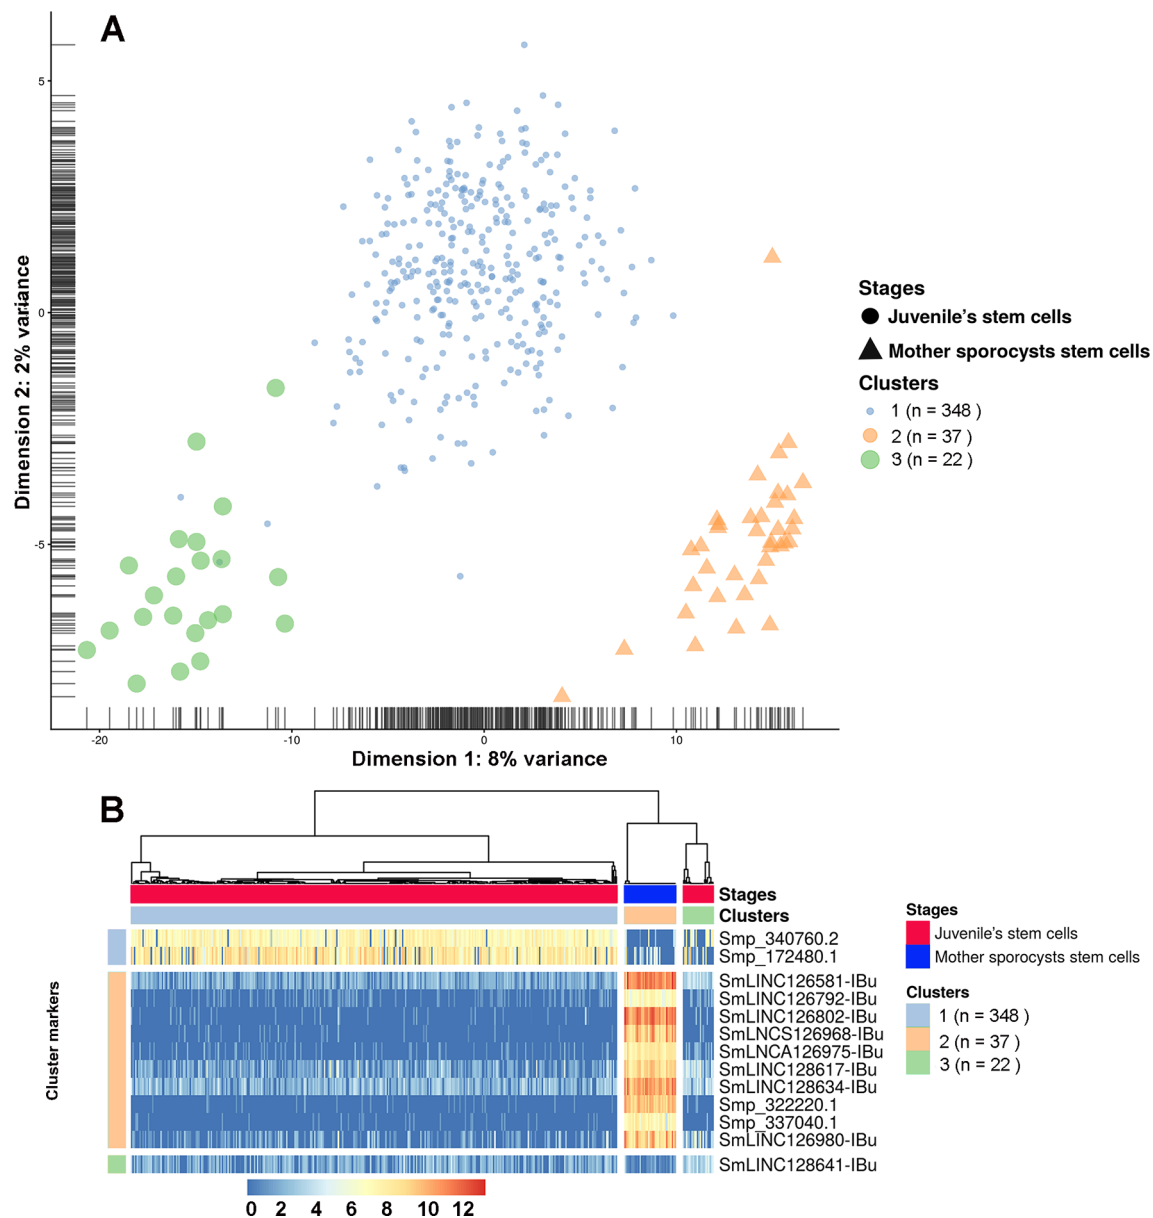 A
5
0
-5
Dimension 2: 2% variance
-20
-10
0
10
Dimension 1: 8% variance
Stages
Juvenile's stem cells
Mother sporocysts stem cells
Clusters
1 (n = 348 )
2 (n = 37 )
3 (n = 22 )
B
Stages
Clusters
Smp_340760.2
Smp_172480.1
SmLINC126581-IBu
SmLINC126792-IBu
SmLINC126802-IBu
SmLNCS126968-IBu
SmLNCA126975-IBu
SmLINC128617-IBu
SmLINC128634-IBu
Smp_322220.1
Smp_337040.1
SmLINC126980-IBu
SmLINC128641-IBu
Cluster markers
0 2 4 6 8 10 12
Stages
Juvenile's stem cells
Mother sporocysts stem cells
Clusters
1 (n = 348 )
2 (n = 37 )
3 (n = 22 )